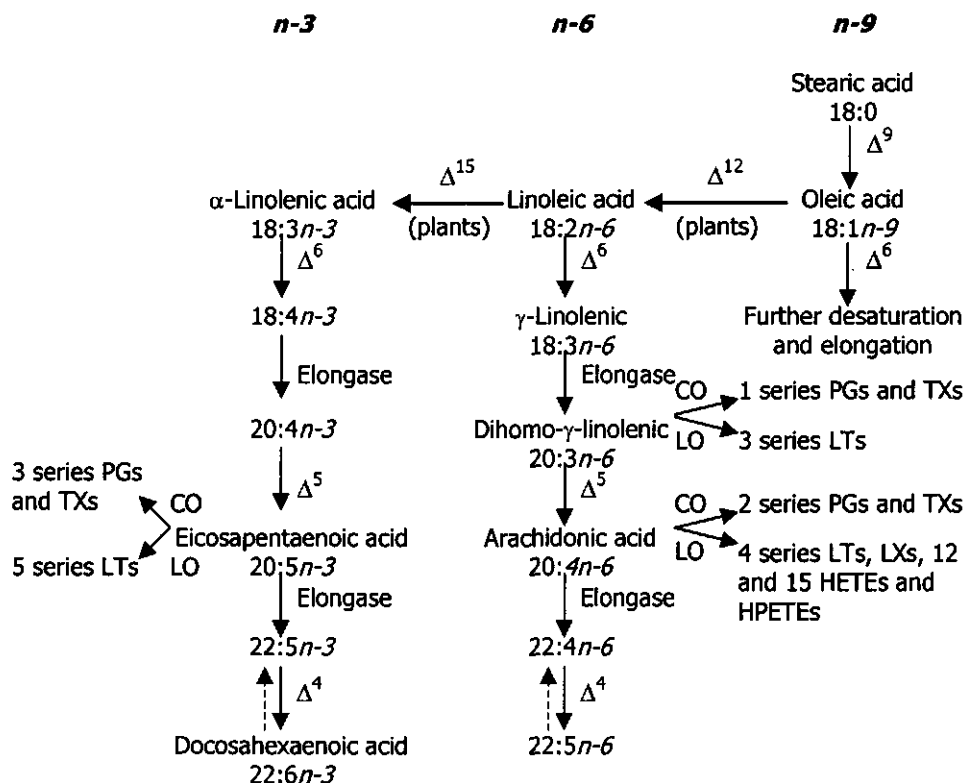 n-3 n-6 n-9
Stearic acid
18:0
Δ9
Δ15 Δ12
α-Linolenic acid Linoleic acid Oleic acid
18:3n-3 (plants) 18:2n-6 (plants) 18:1n-9
Δ6 Δ6 Δ6
18:4n-3 γ-Linolenic Further desaturation
18:3n-6 and elongation
Elongase Elongase CO 1 series PGs and TXs
20:4n-3 Dihomo-γ-linolenic LO 3 series LTs
20:3n-6
3 series PGs Δ5 Δ5
and TXs CO CO 2 series PGs and TXs
Eicosapentaenoic acid Arachidonic acid
5 series LTs LO 20:5n-3 20:4n-6 LO 4 series LTs, LXs, 12
and 15 HETEs and
Elongase Elongase HPETEs
22:5n-3 22:4n-6
Δ4 Δ4
Docosahexaenoic acid 22:5n-6
22:6n-3